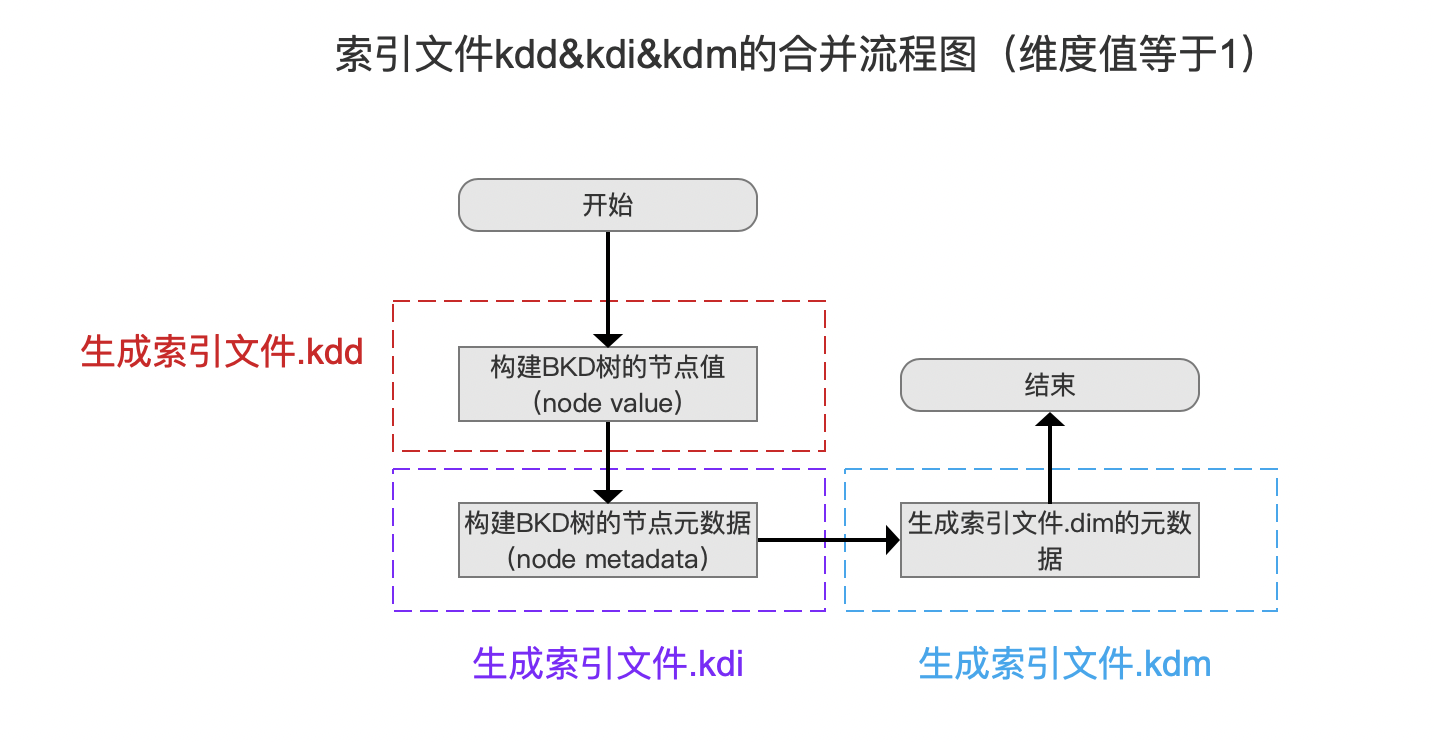 索引文件kdd&kdi&kdm的合并流程图（维度值等于1）
开始
生成索引文件.kdd
构建BKD树的节点值
（node value）
结束
构建BKD树的节点元数据
（node metadata）
生成索引文件.dim的元数
据
生成索引文件.kdi
生成索引文件.kdm